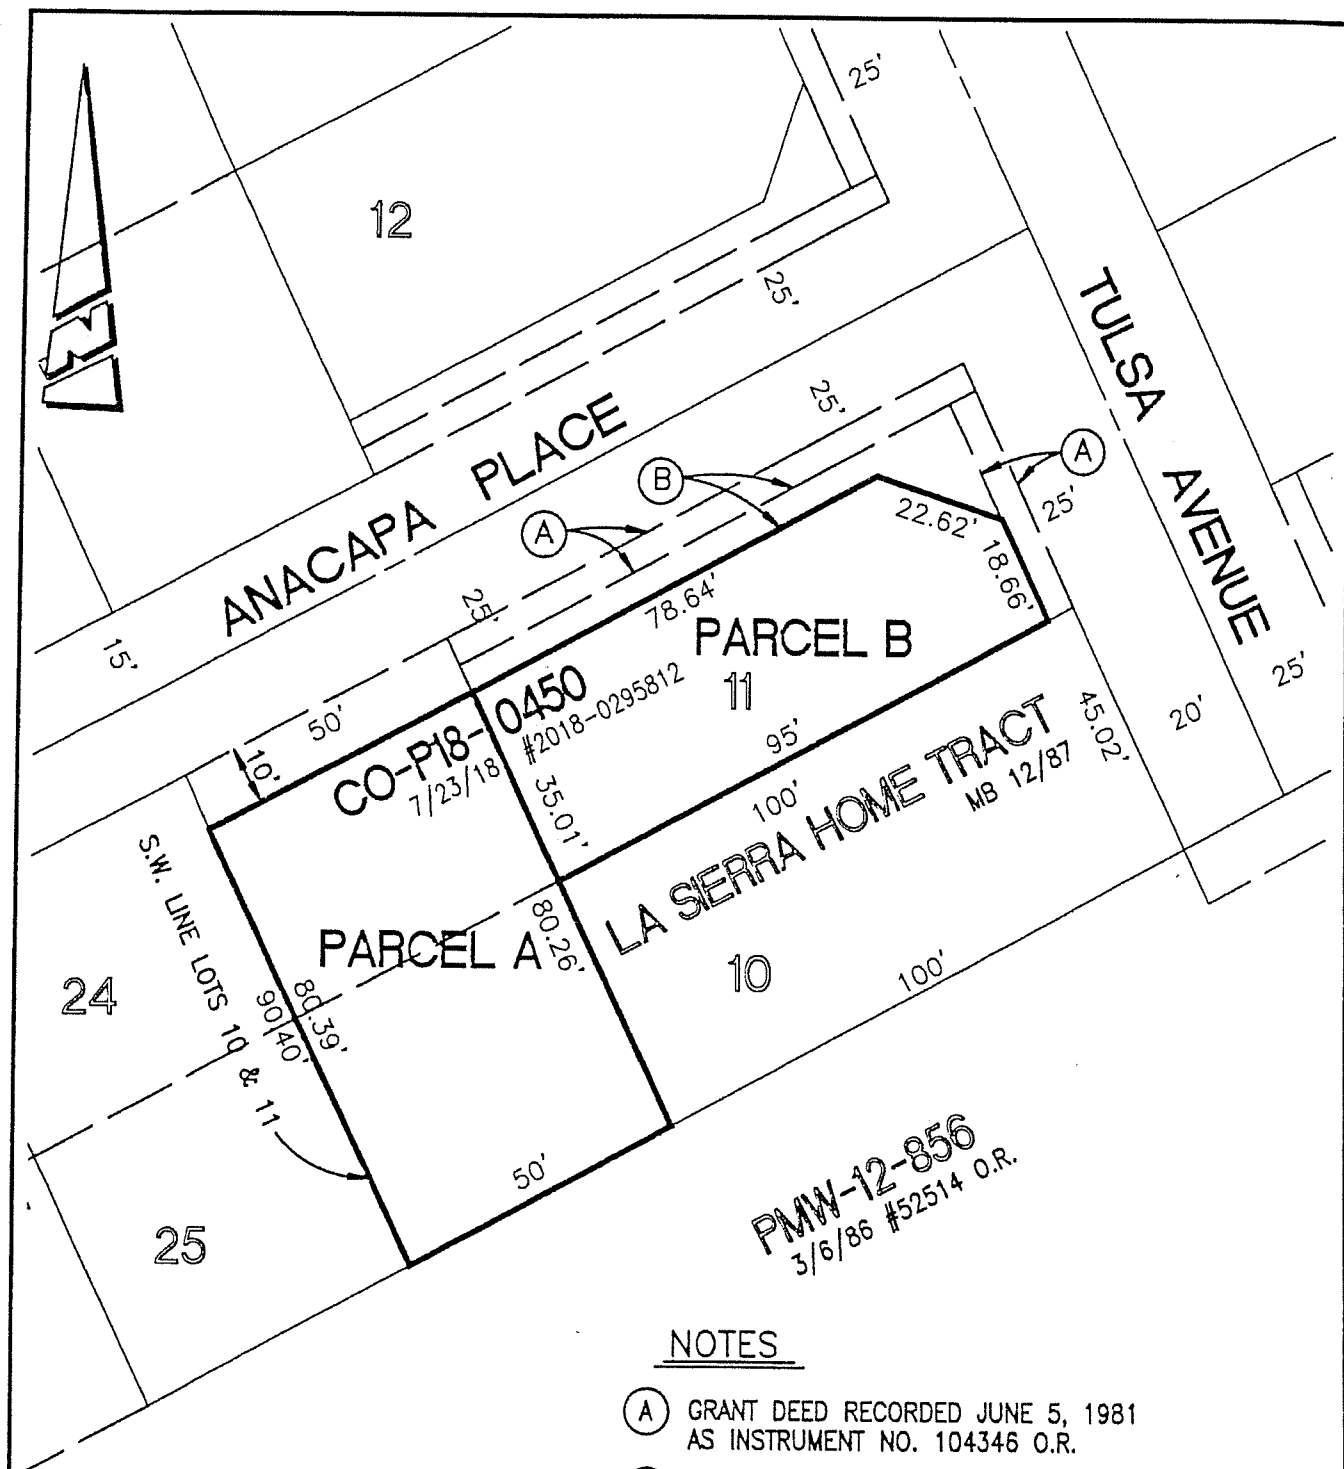 N
12
25'
25'
TULSA AVENUE
25'
ANACAPA PLACE
B
A
A
25'
22.62'
18.66'
25'
15'
78.64'
PARCEL B
11
50'
10'
CO-P18-0450
7/23/18 #2018-0295812
35.01'
95'
100'
45.02'
20'
25'
LA SIERRA HOME TRACT
MB 12/87
S.W. LINE LOTS 10 & 11
PARCEL A
80.26'
24
90.40'
80.39'
10
100'
25
50'
PMW-12-856
3/6/86 #52514 O.R.
NOTES
A GRANT DEED RECORDED JUNE 5, 1981
AS INSTRUMENT NO. 104346 O.R.